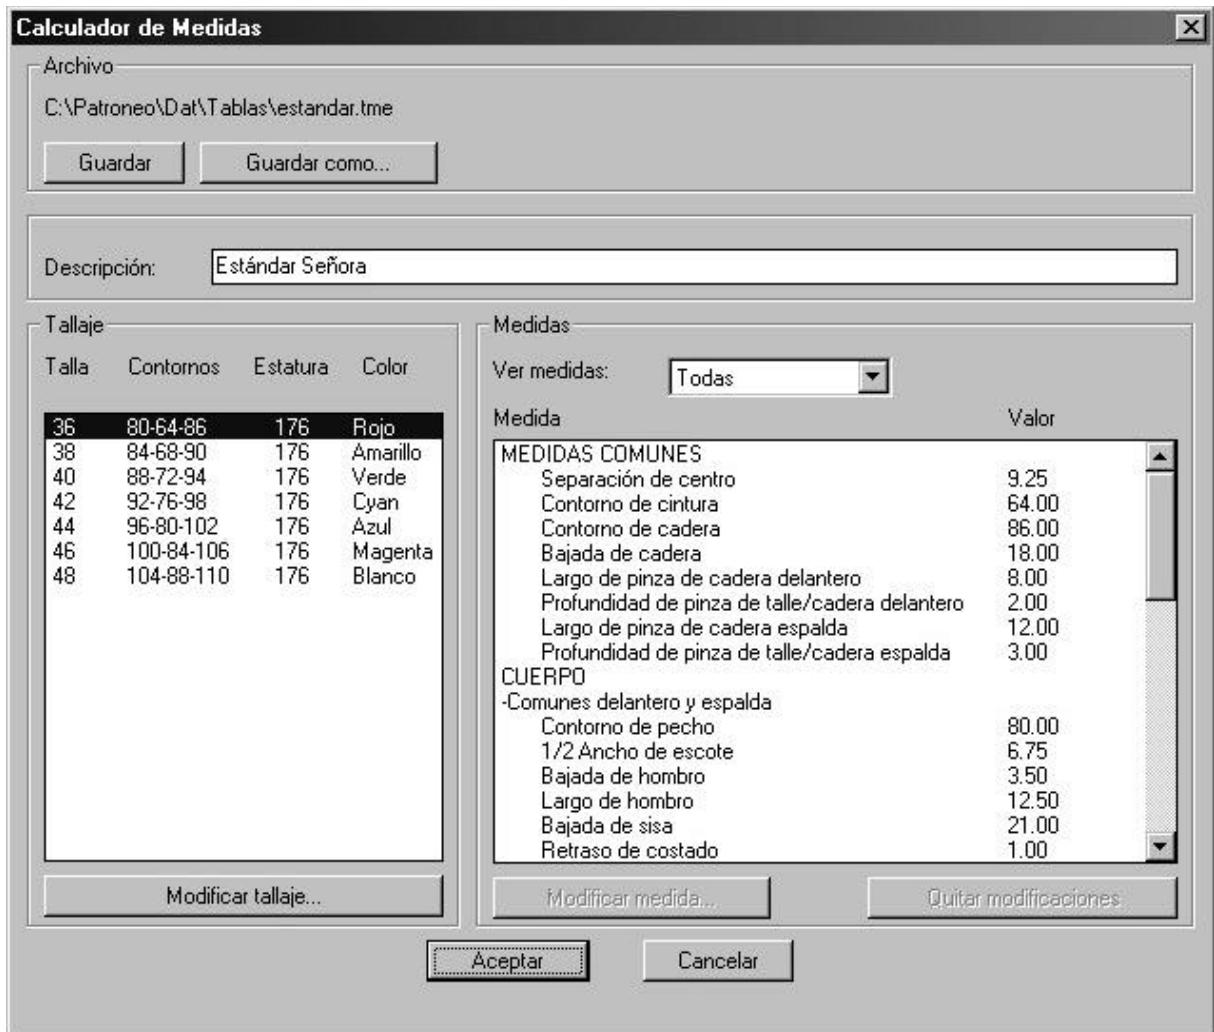 Calculador de Medidas
Archivo
C:\Patroneo\Dat\Tablas\estandar.tme
Guardar Guardar como...
Descripción: Estándar Señora
Tallaje
Talla Contornos Estatura Color
36 80-64-86 176 Rojo
38 84-68-90 176 Amarillo
40 88-72-94 176 Verde
42 92-76-98 176 Cyan
44 96-80-102 176 Azul
46 100-84-106 176 Magenta
48 104-88-110 176 Blanco
Modificar tallaje...
Medidas
Ver medidas: Todas
Medida Valor
MEDIDAS COMUNES
Separación de centro 9.25
Contorno de cintura 64.00
Contorno de cadera 86.00
Bajada de cadera 18.00
Largo de pinza de cadera delantero 8.00
Profundidad de pinza de talle/cadera delantero 2.00
Largo de pinza de cadera espalda 12.00
Profundidad de pinza de talle/cadera espalda 3.00
CUERPO
-Comunes delantero y espalda
Contorno de pecho 80.00
1/2 Ancho de escote 6.75
Bajada de hombro 3.50
Largo de hombro 12.50
Bajada de sisa 21.00
Retraso de costado 1.00
Modificar medida... Quitar modificaciones
Aceptar Cancelar